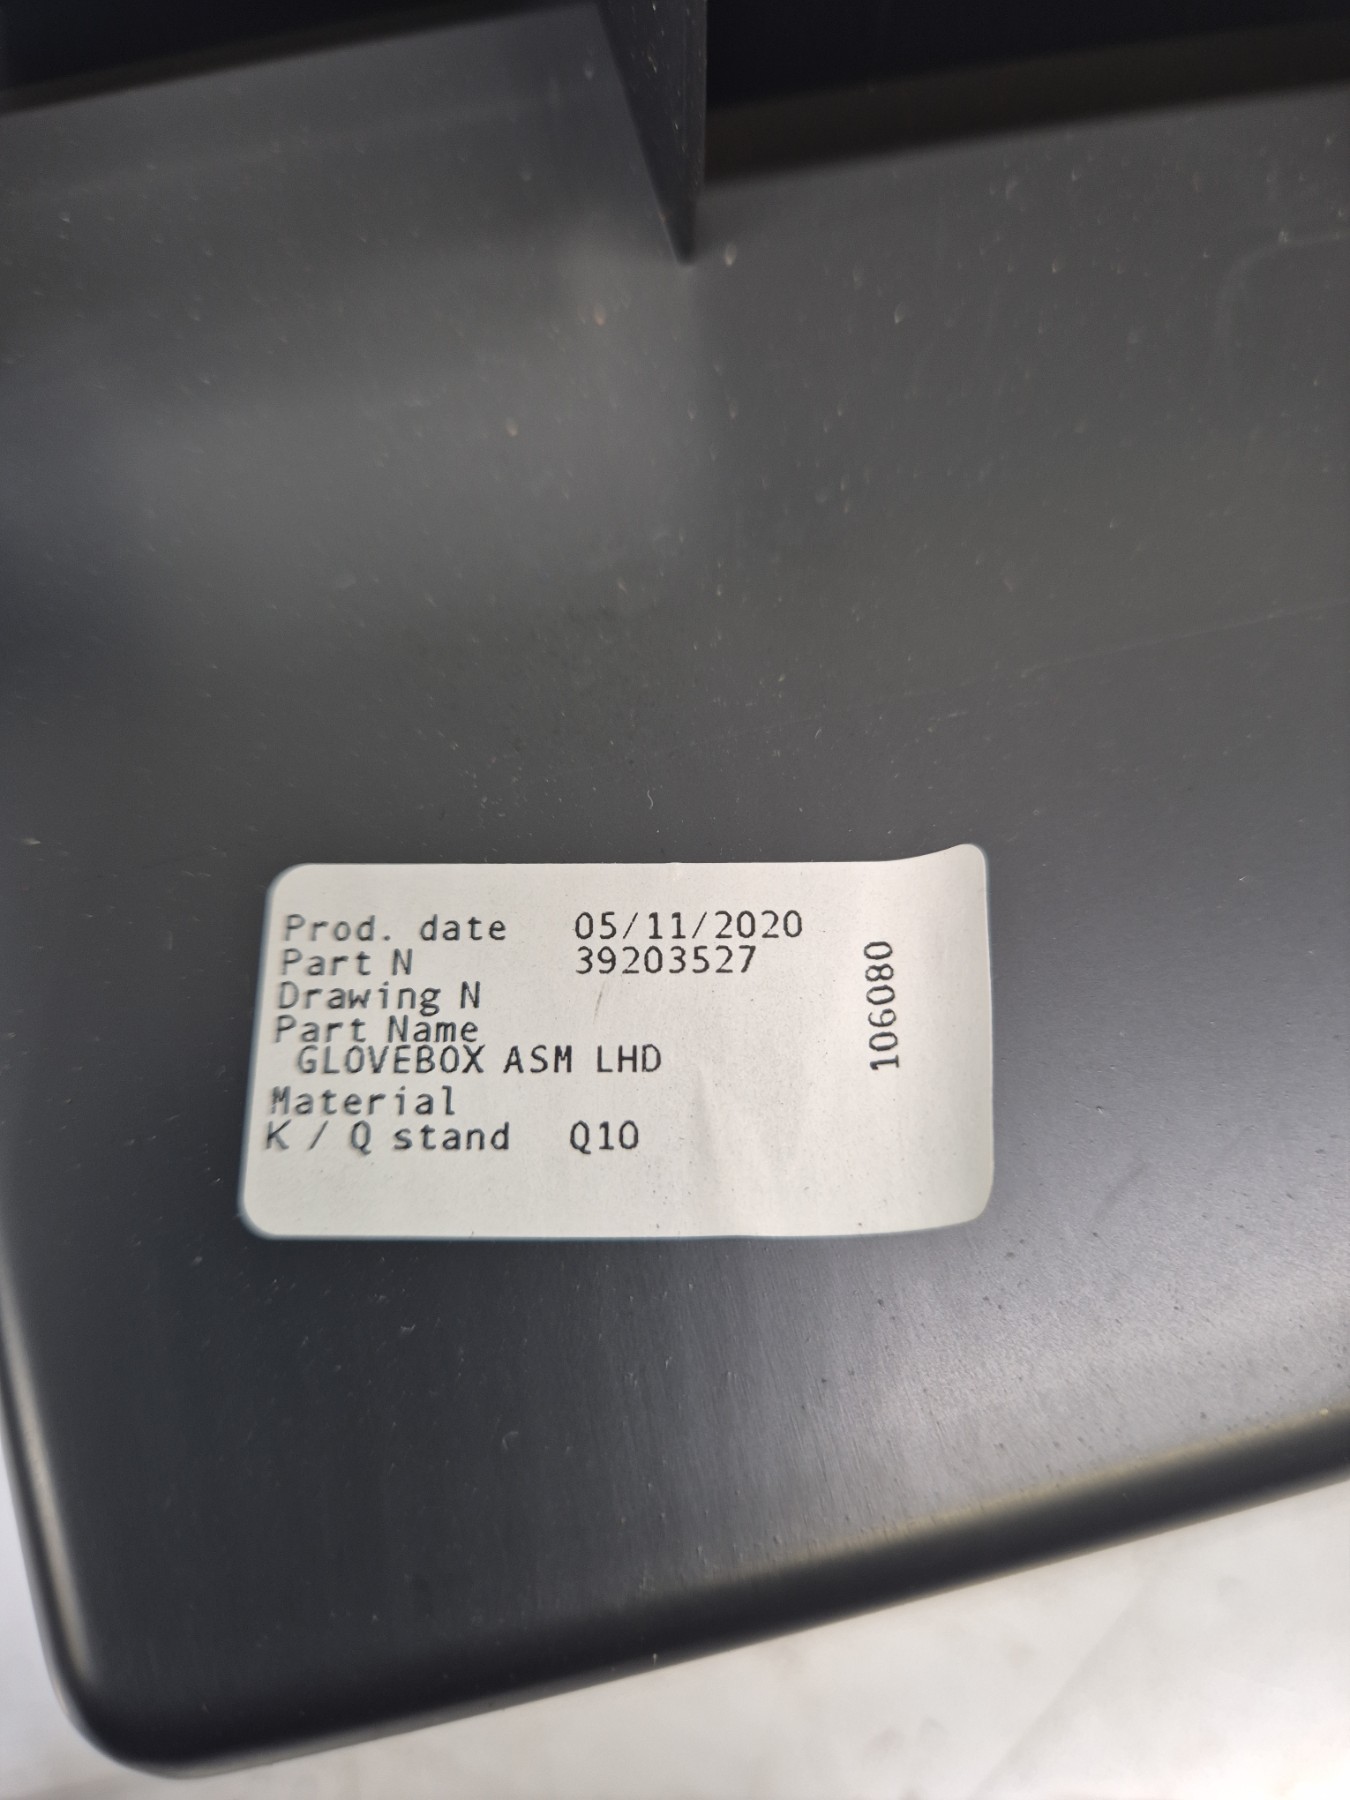 Prod. date 05/11/2020
Part N 39203527
Drawing N
Part Name
GLOVEBOX ASM LHD
Material
K / Q stand Q10
106080